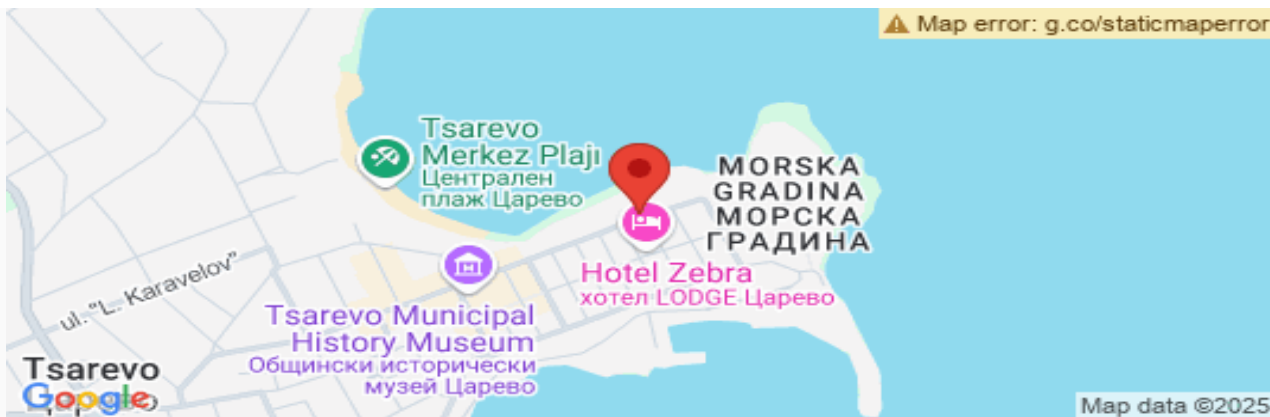 Map error: g.co/staticmaperror
Tsarevo
Merkez Plajı
Централен
плаж Царево
MORSKA
GRADINA
МОРСКА
ГРАДИНА
ul. "L. Karavelov"
Hotel Zebra
хотел LODGE Царево
Tsarevo Municipal
History Museum
Общински исторически
музей Царево
Tsarevo
Google
Map data ©2025